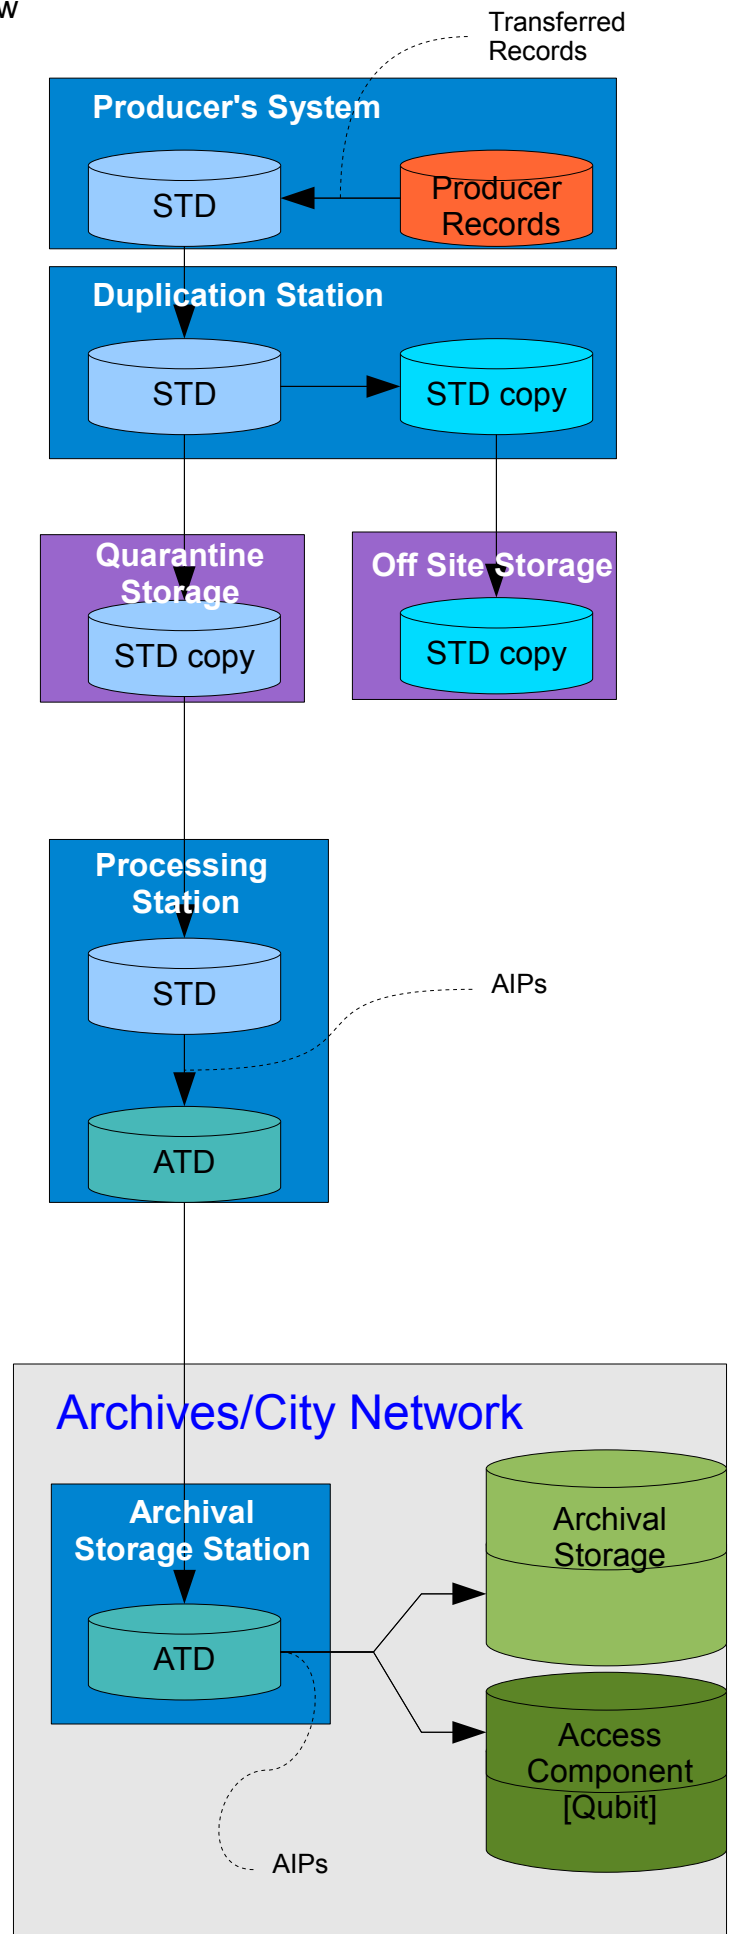 w
Transferred
Records
Producer's System
STD
Producer
Records
Duplication Station
STD
STD copy
Quarantine
Storage
Off Site Storage
STD copy
STD copy
Processing
Station
STD
AIPs
ATD
Archives/City Network
Archival
Storage Station
Archival
Storage
ATD
Access
Component
[Qubit]
AIPs